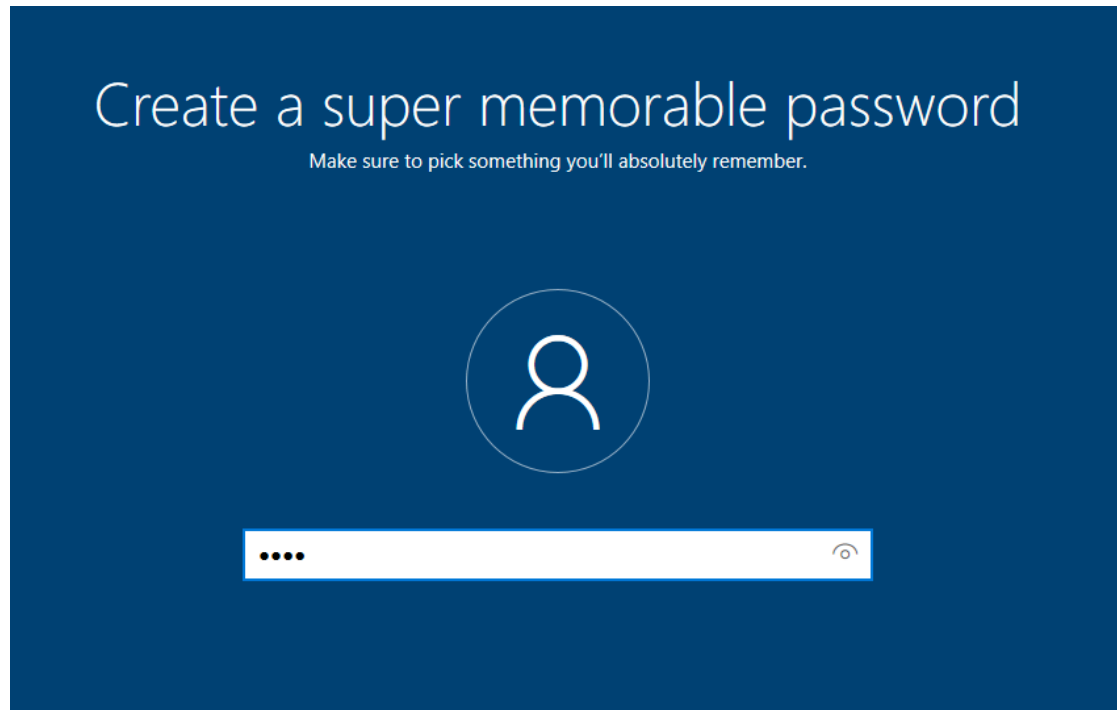 Create a super memorable password
Make sure to pick something you'll absolutely remember.
••••